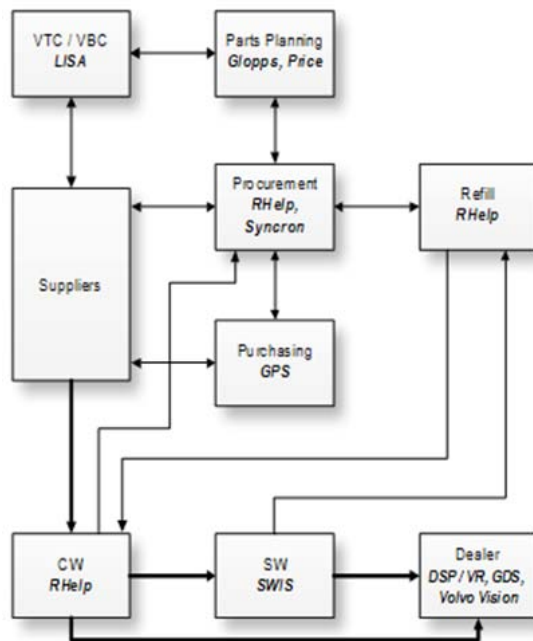 VTC / VBC
LISA
Parts Planning
Glopps, Price
Procurement
RHelp,
Syncron
Refill
RHelp
Suppliers
Purchasing
GPS
CW
RHelp
SW
SWIS
Dealer
DSP / VR, GDS,
Volvo Vision